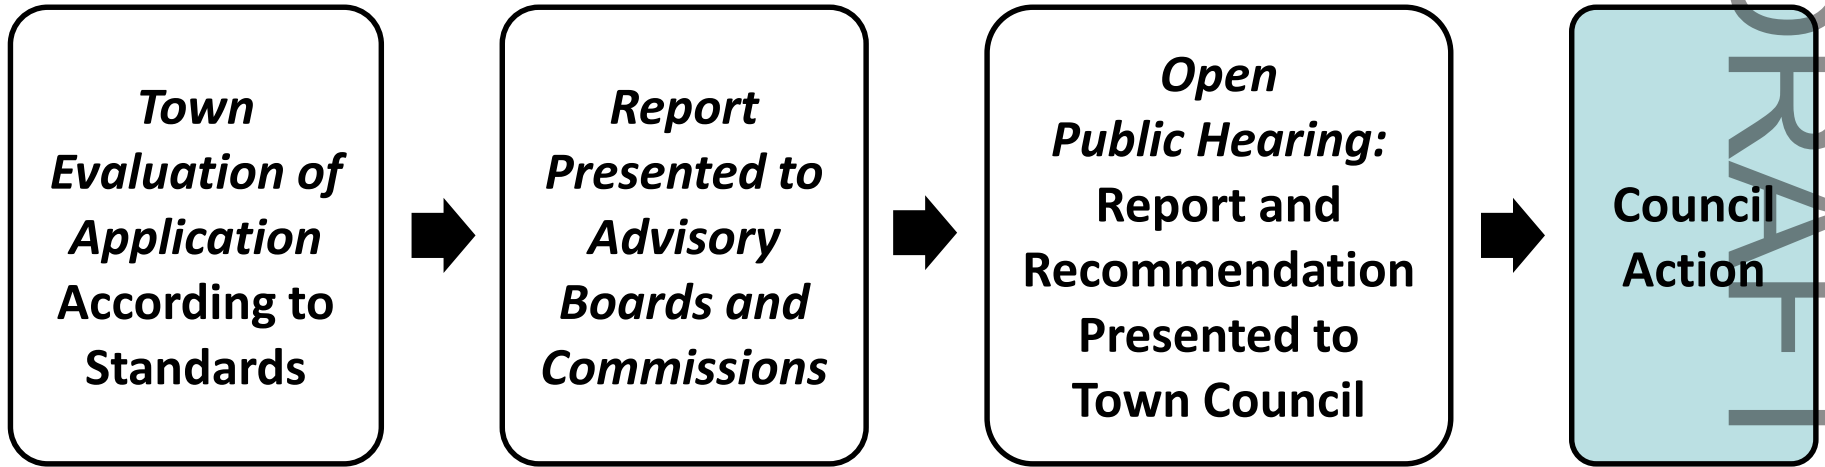 Town
Evaluation of
Application
According to
Standards
Report
Presented to
Advisory
Boards and
Commissions
Open
Public Hearing:
Report and
Recommendation
Presented to
Town Council
Council
Action
DRAFT